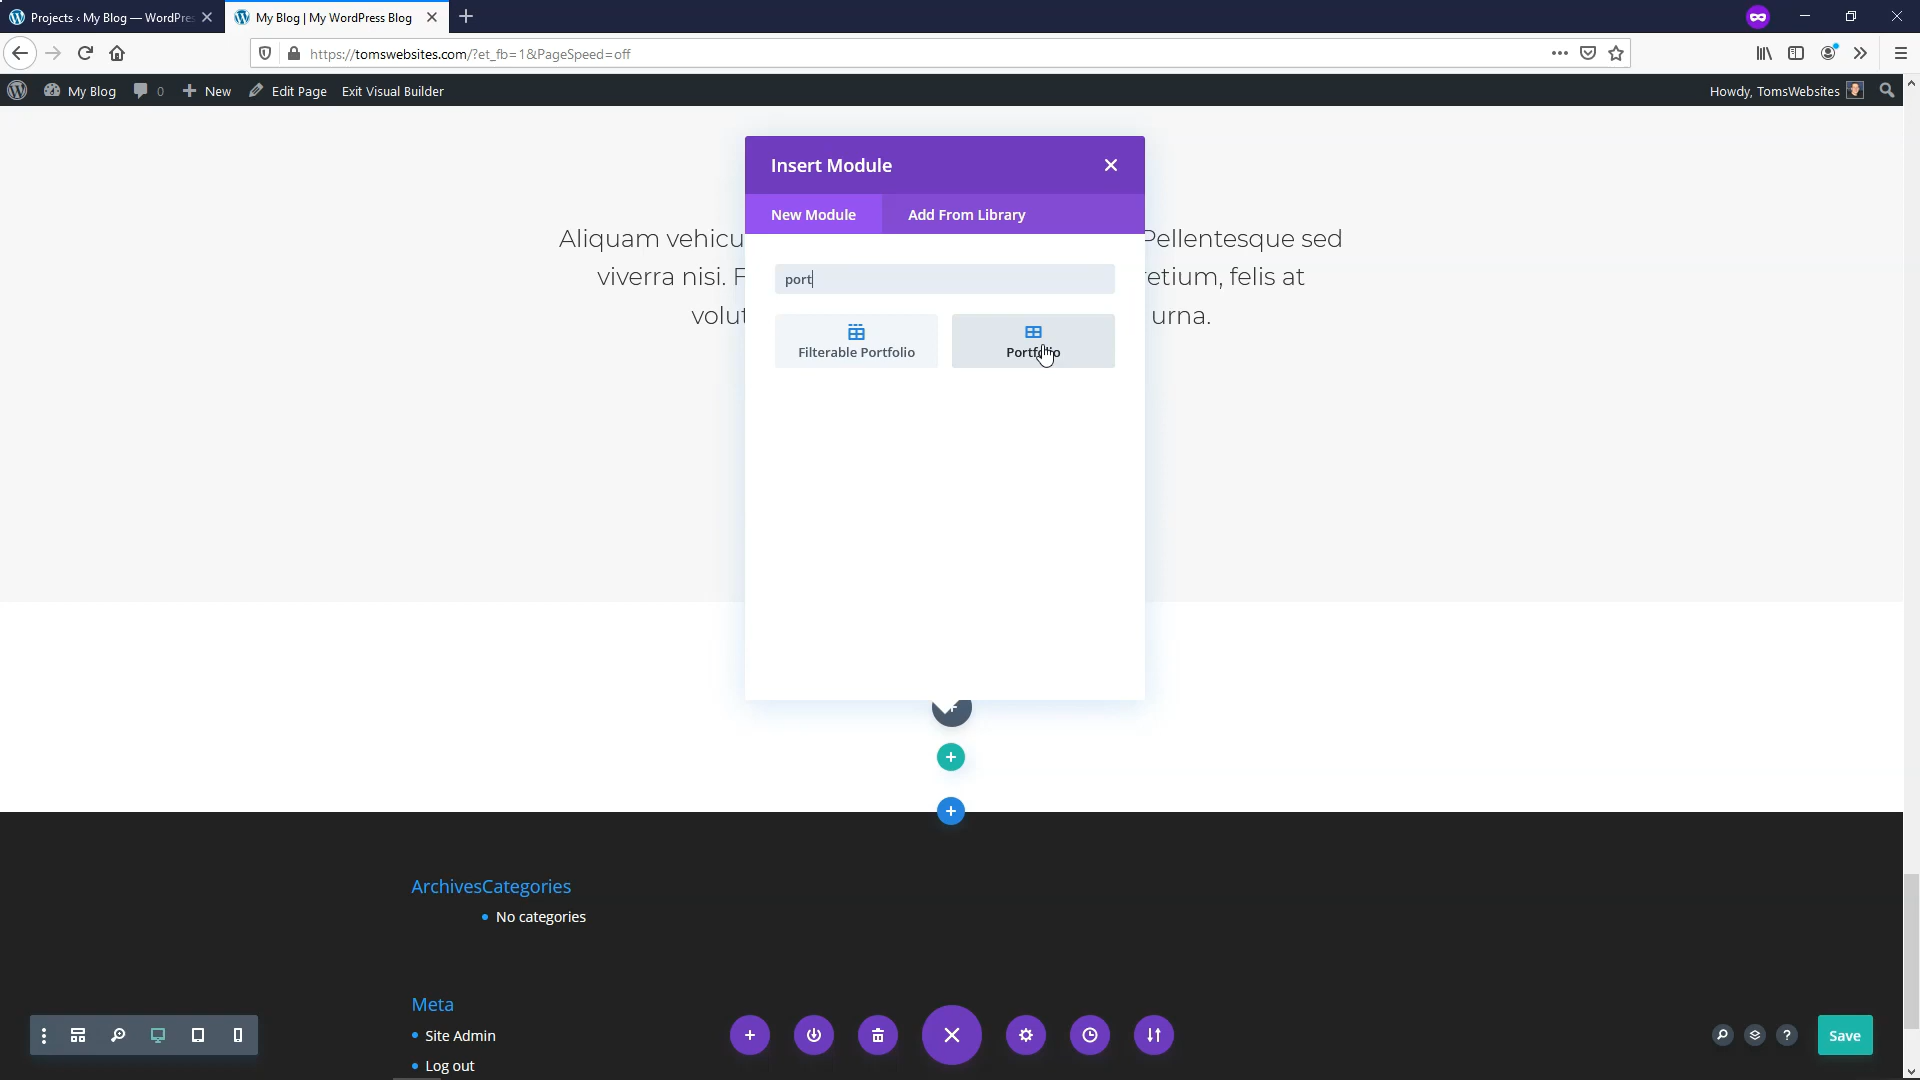 Projects ‹ My Blog — WordPres
My Blog | My WordPress Blog
https://tomswebsites.com/?et_fb=1&PageSpeed=off
My Blog 0 New Edit Page Exit Visual Builder
Howdy, TomsWebsites
Insert Module
New Module Add From Library
Aliquam vehicu Pellentesque sed
port
viverra nisi. F retium, felis at
volut urna.
Filterable Portfolio Portfolio
ArchivesCategories
No categories
Meta
Site Admin
Log out
Save